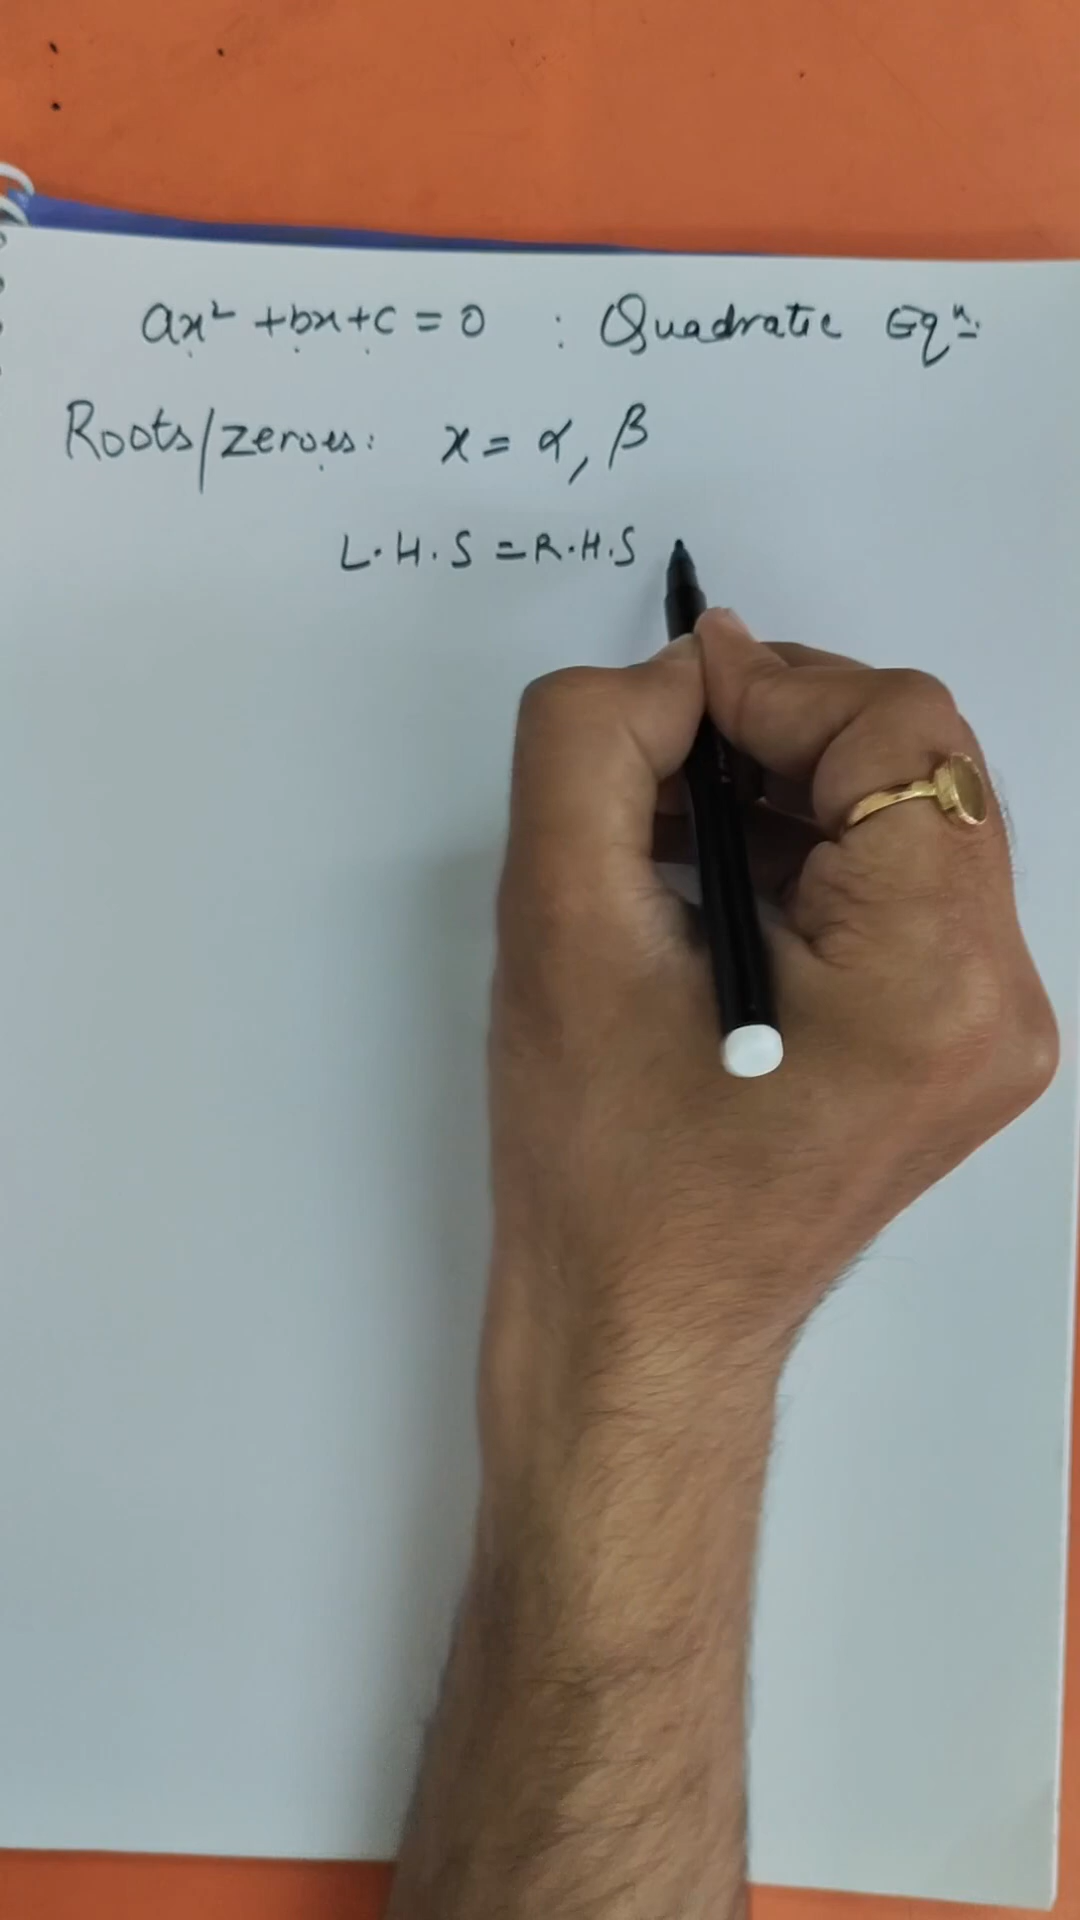 ax² + bx + c = 0 : Quadratic Eqⁿ.
Roots/zeroes: x = α, β
L.H.S = R.H.S